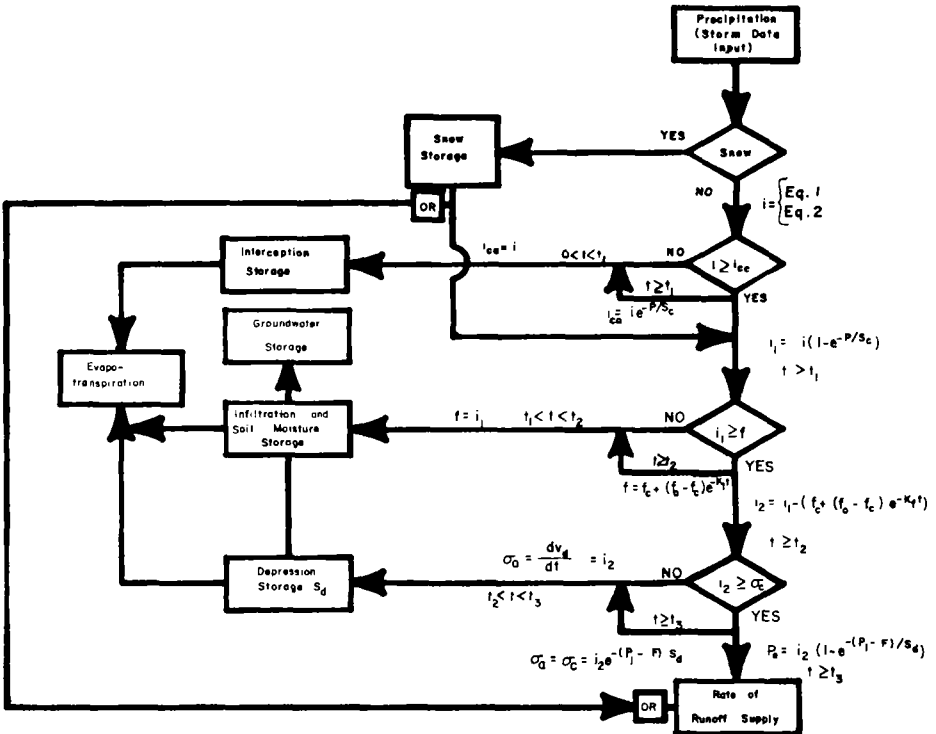 Precipitation
(Storm Data
Input)
YES
Snow
Snow
Storage
NO
OR
i = { Eq. 1
Eq. 2
Interception
Storage
i_ca = i
0 < t < t_1
NO
i ≥ i_cc
t ≥ t_1
YES
i_ca = i e^-P/S_c
Groundwater
Storage
i_1 = i(1-e^-P/S_c)
t > t_1
Evapo-
transpiration
Infiltration and
Soil Moisture
Storage
f = i_1
t_1 < t < t_2
NO
i_1 ≥ f
t ≥ t_2
YES
f = f_c + (f_o - f_c)e^-K_f t
i_2 = i_1 - (f_c + (f_o - f_c) e^-K_f t)
t ≥ t_2
σ_a = dv_d/dt = i_2
Depression
Storage S_d
NO
i_2 ≥ σ_c
t_2 < t < t_3
YES
t ≥ t_3
σ_a = σ_c = i_2 e^-(P_1 - F) S_d
P_e = i_2 (1-e^-(P_1 - F)/S_d)
t ≥ t_3
OR
Rate of
Runoff Supply